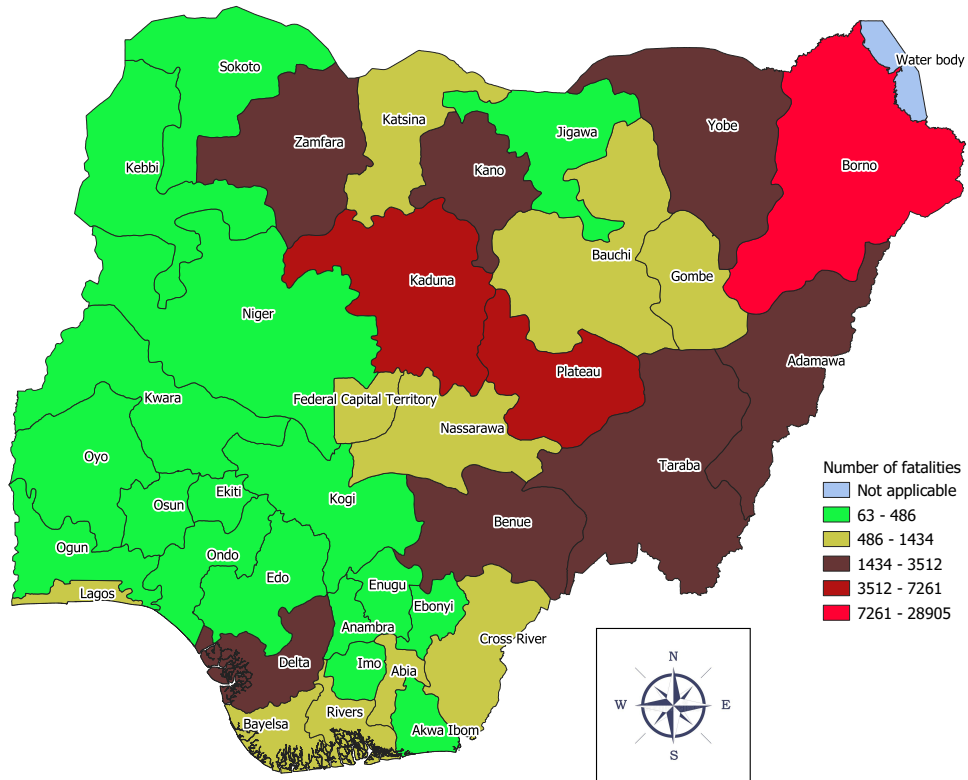 Water body
Sokoto
Katsina
Yobe
Jigawa
Zamfara
Kebbi
Kano
Borno
Bauchi
Gombe
Kaduna
Niger
Adamawa
Plateau
Federal Capital Territory
Kwara
Nassarawa
Oyo
Taraba
Ekiti
Kogi
Osun
Benue
Ogun
Ondo
Edo
Enugu
Ebonyi
Lagos
Anambra
Cross River
Delta
Imo
Abia
Rivers
Bayelsa
Akwa Ibom
Number of fatalities
Not applicable
63 - 486
486 - 1434
1434 - 3512
3512 - 7261
7261 - 28905
N
W E
S